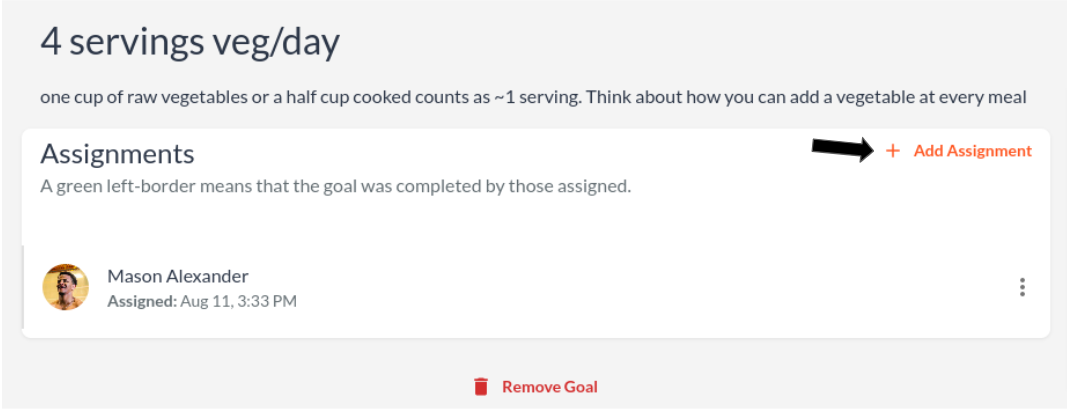 4 servings veg/day
one cup of raw vegetables or a half cup cooked counts as ~1 serving. Think about how you can add a vegetable at every meal
Assignments
+ Add Assignment
A green left-border means that the goal was completed by those assigned.
Mason Alexander
Assigned: Aug 11, 3:33 PM
Remove Goal